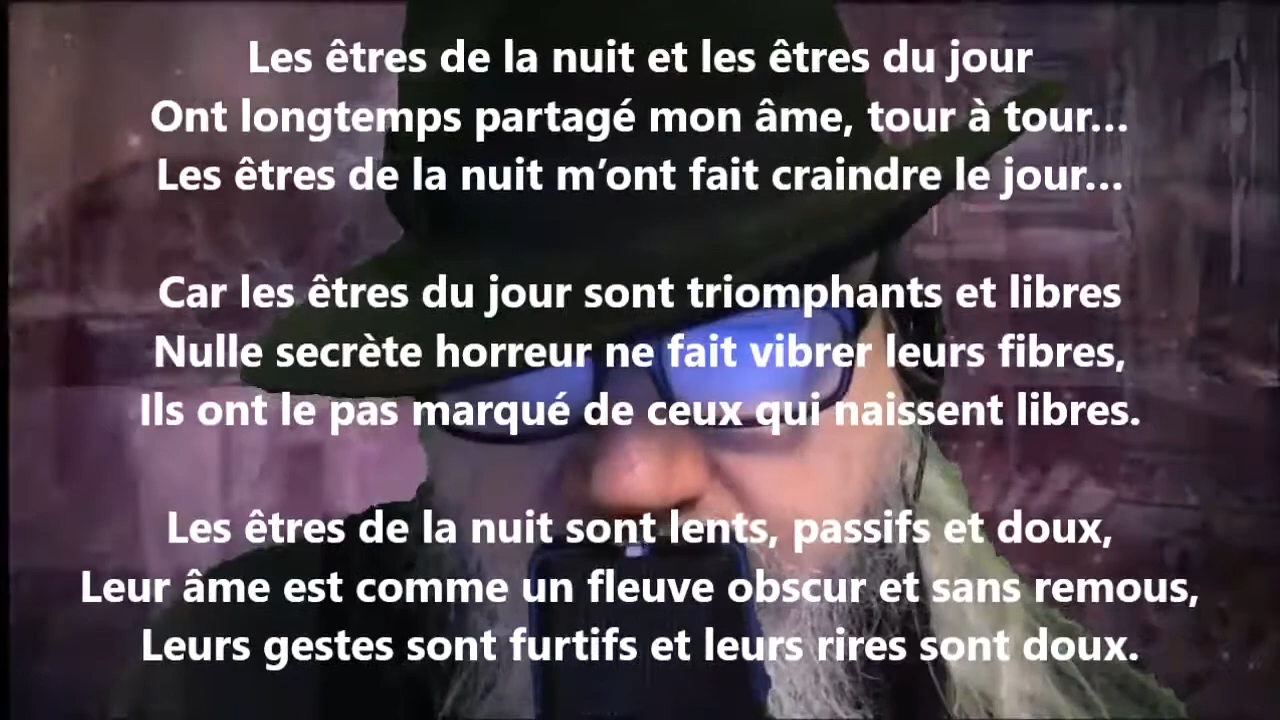 Les êtres de la nuit et les êtres du jour
Ont longtemps partagé mon âme, tour à tour...
Les êtres de la nuit m’ont fait craindre le jour...
Car les êtres du jour sont triomphants et libres
Nulle secrète horreur ne fait vibrer leurs fibres,
Ils ont le pas marqué de ceux qui naissent libres.
Les êtres de la nuit sont lents, passifs et doux,
Leur âme est comme un fleuve obscur et sans remous,
Leurs gestes sont furtifs et leurs rires sont doux.